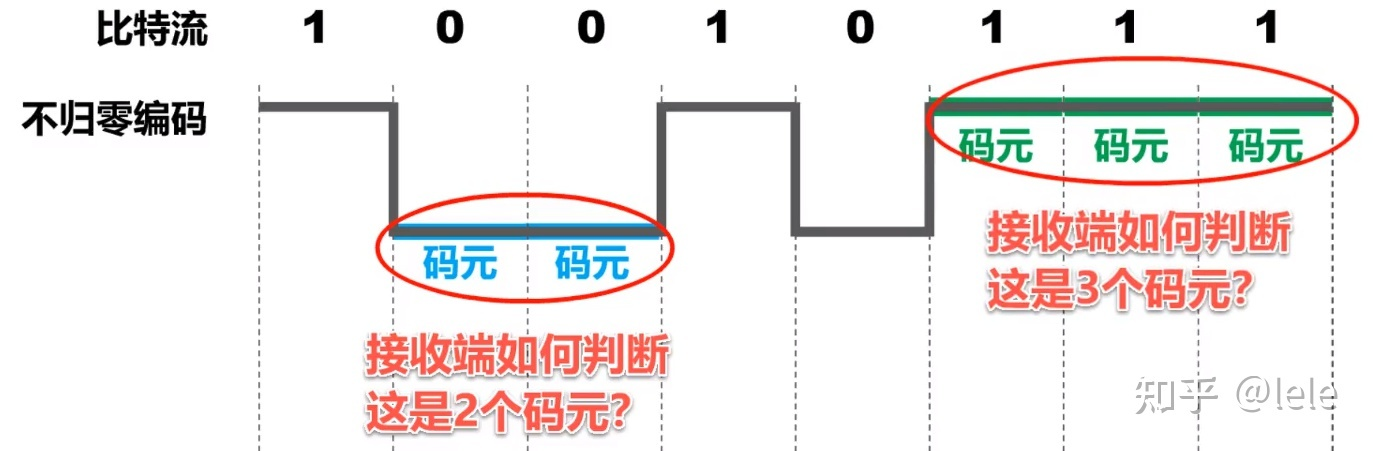 比特流 1 0 0 1 0 1 1 1
不归零编码
码元 码元 码元
码元 码元
接收端如何判断
这是3个码元?
接收端如何判断
这是2个码元?
知乎 @lele